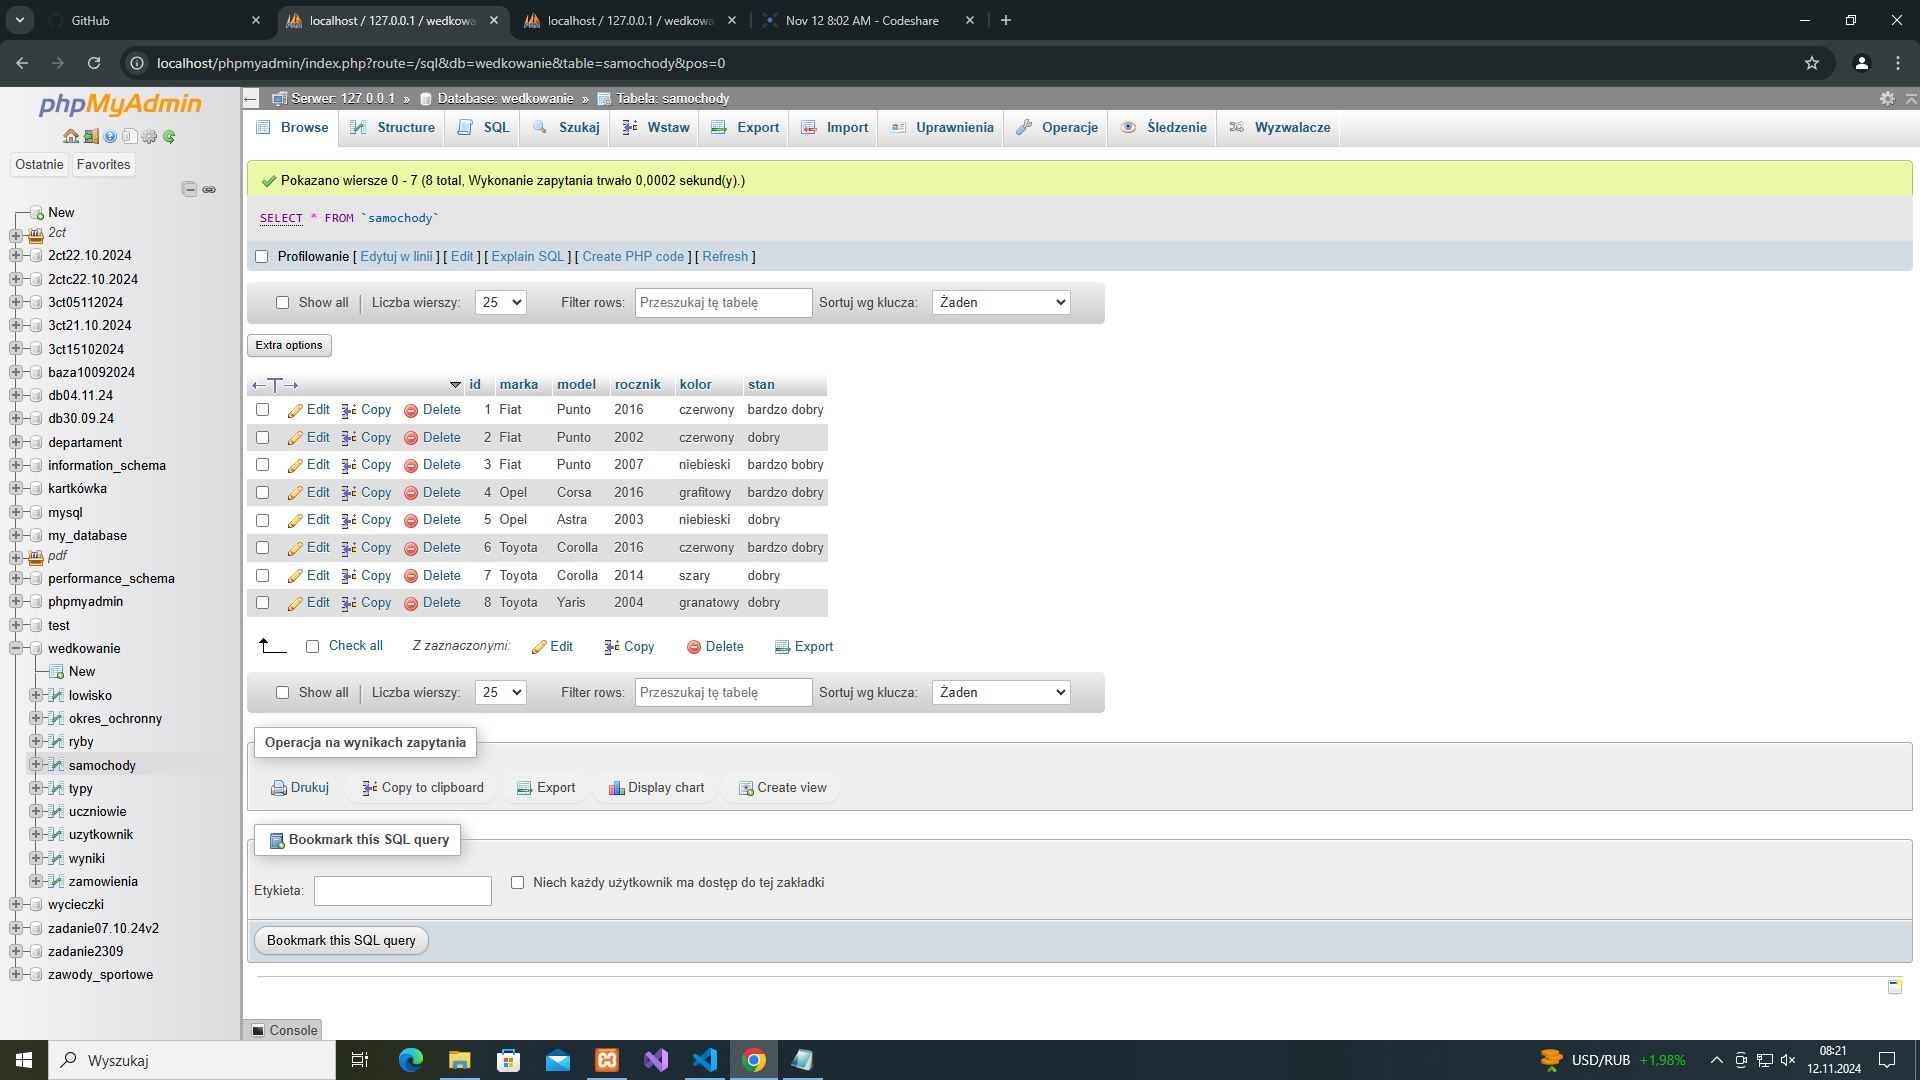 GitHub
localhost / 127.0.0.1 / wedkowa
localhost / 127.0.0.1 / wedkowa
Nov 12 8:02 AM - Codeshare
localhost/phpmyadmin/index.php?route=/sql&db=wedkowanie&table=samochody&pos=0
phpMyAdmin
Ostatnie Favorites
New
2ct
2ct22.10.2024
2ctc22.10.2024
3ct05112024
3ct21.10.2024
3ct15102024
baza10092024
db04.11.24
db30.09.24
departament
information_schema
kartkówka
mysql
my_database
pdf
performance_schema
phpmyadmin
test
wedkowanie
New
lowisko
okres_ochronny
ryby
samochody
typy
uczniowie
uzytkownik
wyniki
zamowienia
wycieczki
zadanie07.10.24v2
zadanie2309
zawody_sportowe
Serwer: 127.0.0.1 » Database: wedkowanie » Tabela: samochody
Browse Structure SQL Szukaj Wstaw Export Import Uprawnienia Operacje Śledzenie Wyzwalacze
Pokazano wiersze 0 - 7 (8 total, Wykonanie zapytania trwało 0,0002 sekund(y).)
SELECT * FROM `samochody`
Profilowanie [ Edytuj w linii ] [ Edit ] [ Explain SQL ] [ Create PHP code ] [ Refresh ]
Show all | Liczba wierszy: 25 Filter rows: Przeszukaj tę tabelę Sortuj wg klucza: Żaden
Extra options
←T→ id marka model rocznik kolor stan
Edit Copy Delete 1 Fiat Punto 2016 czerwony bardzo dobry
Edit Copy Delete 2 Fiat Punto 2002 czerwony dobry
Edit Copy Delete 3 Fiat Punto 2007 niebieski bardzo bobry
Edit Copy Delete 4 Opel Corsa 2016 grafitowy bardzo dobry
Edit Copy Delete 5 Opel Astra 2003 niebieski dobry
Edit Copy Delete 6 Toyota Corolla 2016 czerwony bardzo dobry
Edit Copy Delete 7 Toyota Corolla 2014 szary dobry
Edit Copy Delete 8 Toyota Yaris 2004 granatowy dobry
Check all Z zaznaczonymi: Edit Copy Delete Export
Show all | Liczba wierszy: 25 Filter rows: Przeszukaj tę tabelę Sortuj wg klucza: Żaden
Operacja na wynikach zapytania
Drukuj Copy to clipboard Export Display chart Create view
Bookmark this SQL query
Etykieta: Niech każdy użytkownik ma dostęp do tej zakładki
Bookmark this SQL query
Console
Wyszukaj
USD/RUB +1,98%
08:21
12.11.2024